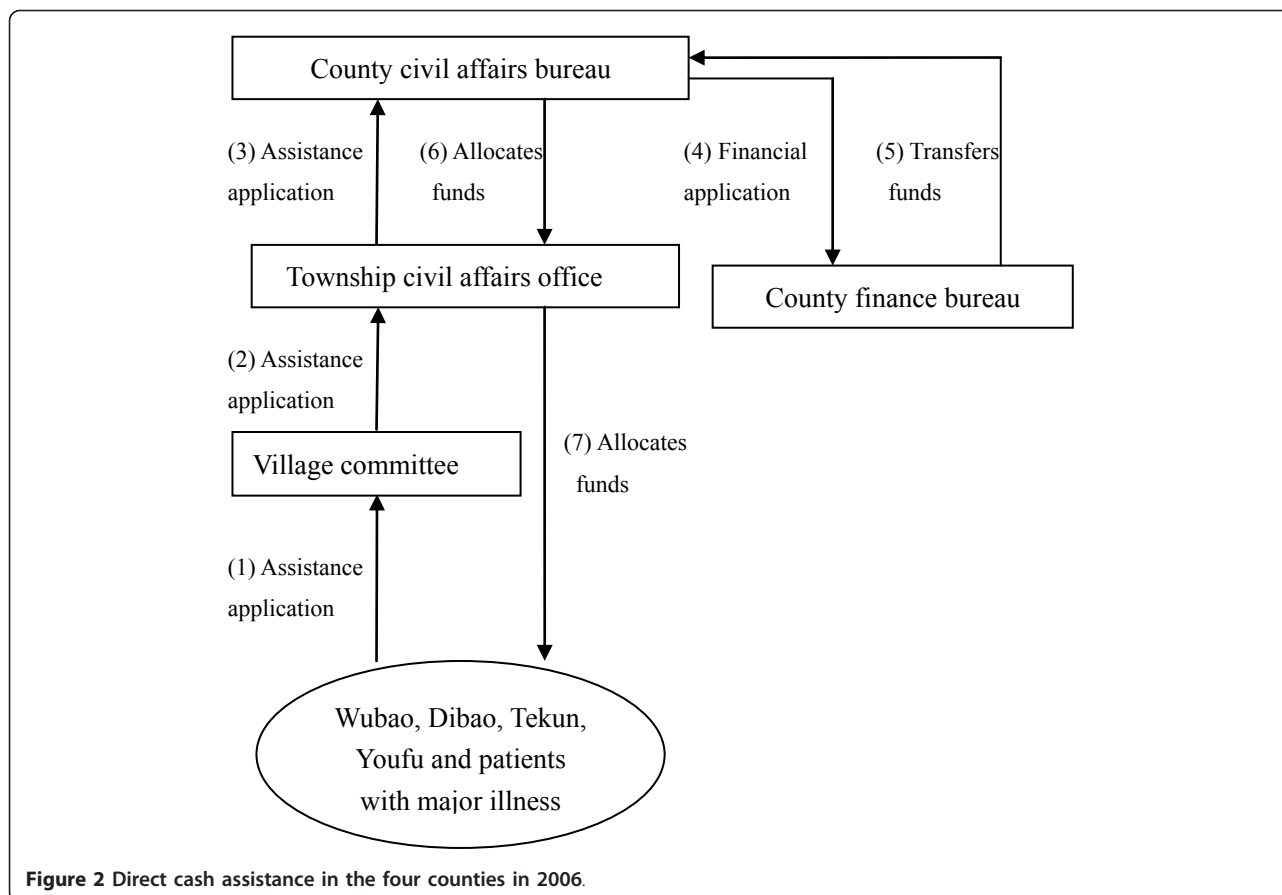 County civil affairs bureau
(3) Assistance
application
(6) Allocates
funds
(4) Financial
application
(5) Transfers
funds
Township civil affairs office
County finance bureau
(2) Assistance
application
Village committee
(7) Allocates
funds
(1) Assistance
application
Wubao, Dibao, Tekun,
Youfu and patients
with major illness
Figure 2 Direct cash assistance in the four counties in 2006.